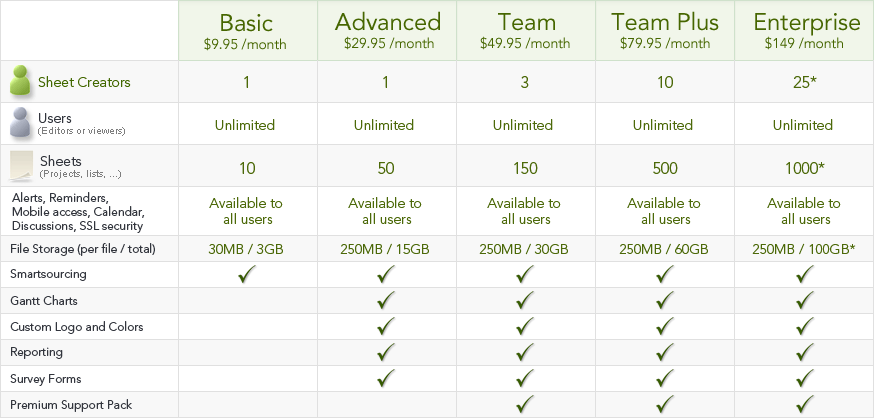 Basic Advanced Team Team Plus Enterprise
$9.95 /month $29.95 /month $49.95 /month $79.95 /month $149 /month
Sheet Creators 1 1 3 10 25*
Users
(Editors or viewers)
Unlimited Unlimited Unlimited Unlimited Unlimited
Sheets
(Projects, lists, ...)
10 50 150 500 1000*
Alerts, Reminders,
Mobile access, Calendar,
Discussions, SSL security
Available to Available to Available to Available to Available to
all users all users all users all users all users
File Storage (per file / total) 30MB / 3GB 250MB / 15GB 250MB / 30GB 250MB / 60GB 250MB / 100GB*
Smartsourcing ✓ ✓ ✓ ✓ ✓
Gantt Charts ✓ ✓ ✓ ✓
Custom Logo and Colors ✓ ✓ ✓ ✓
Reporting ✓ ✓ ✓ ✓
Survey Forms ✓ ✓ ✓ ✓
Premium Support Pack ✓ ✓ ✓